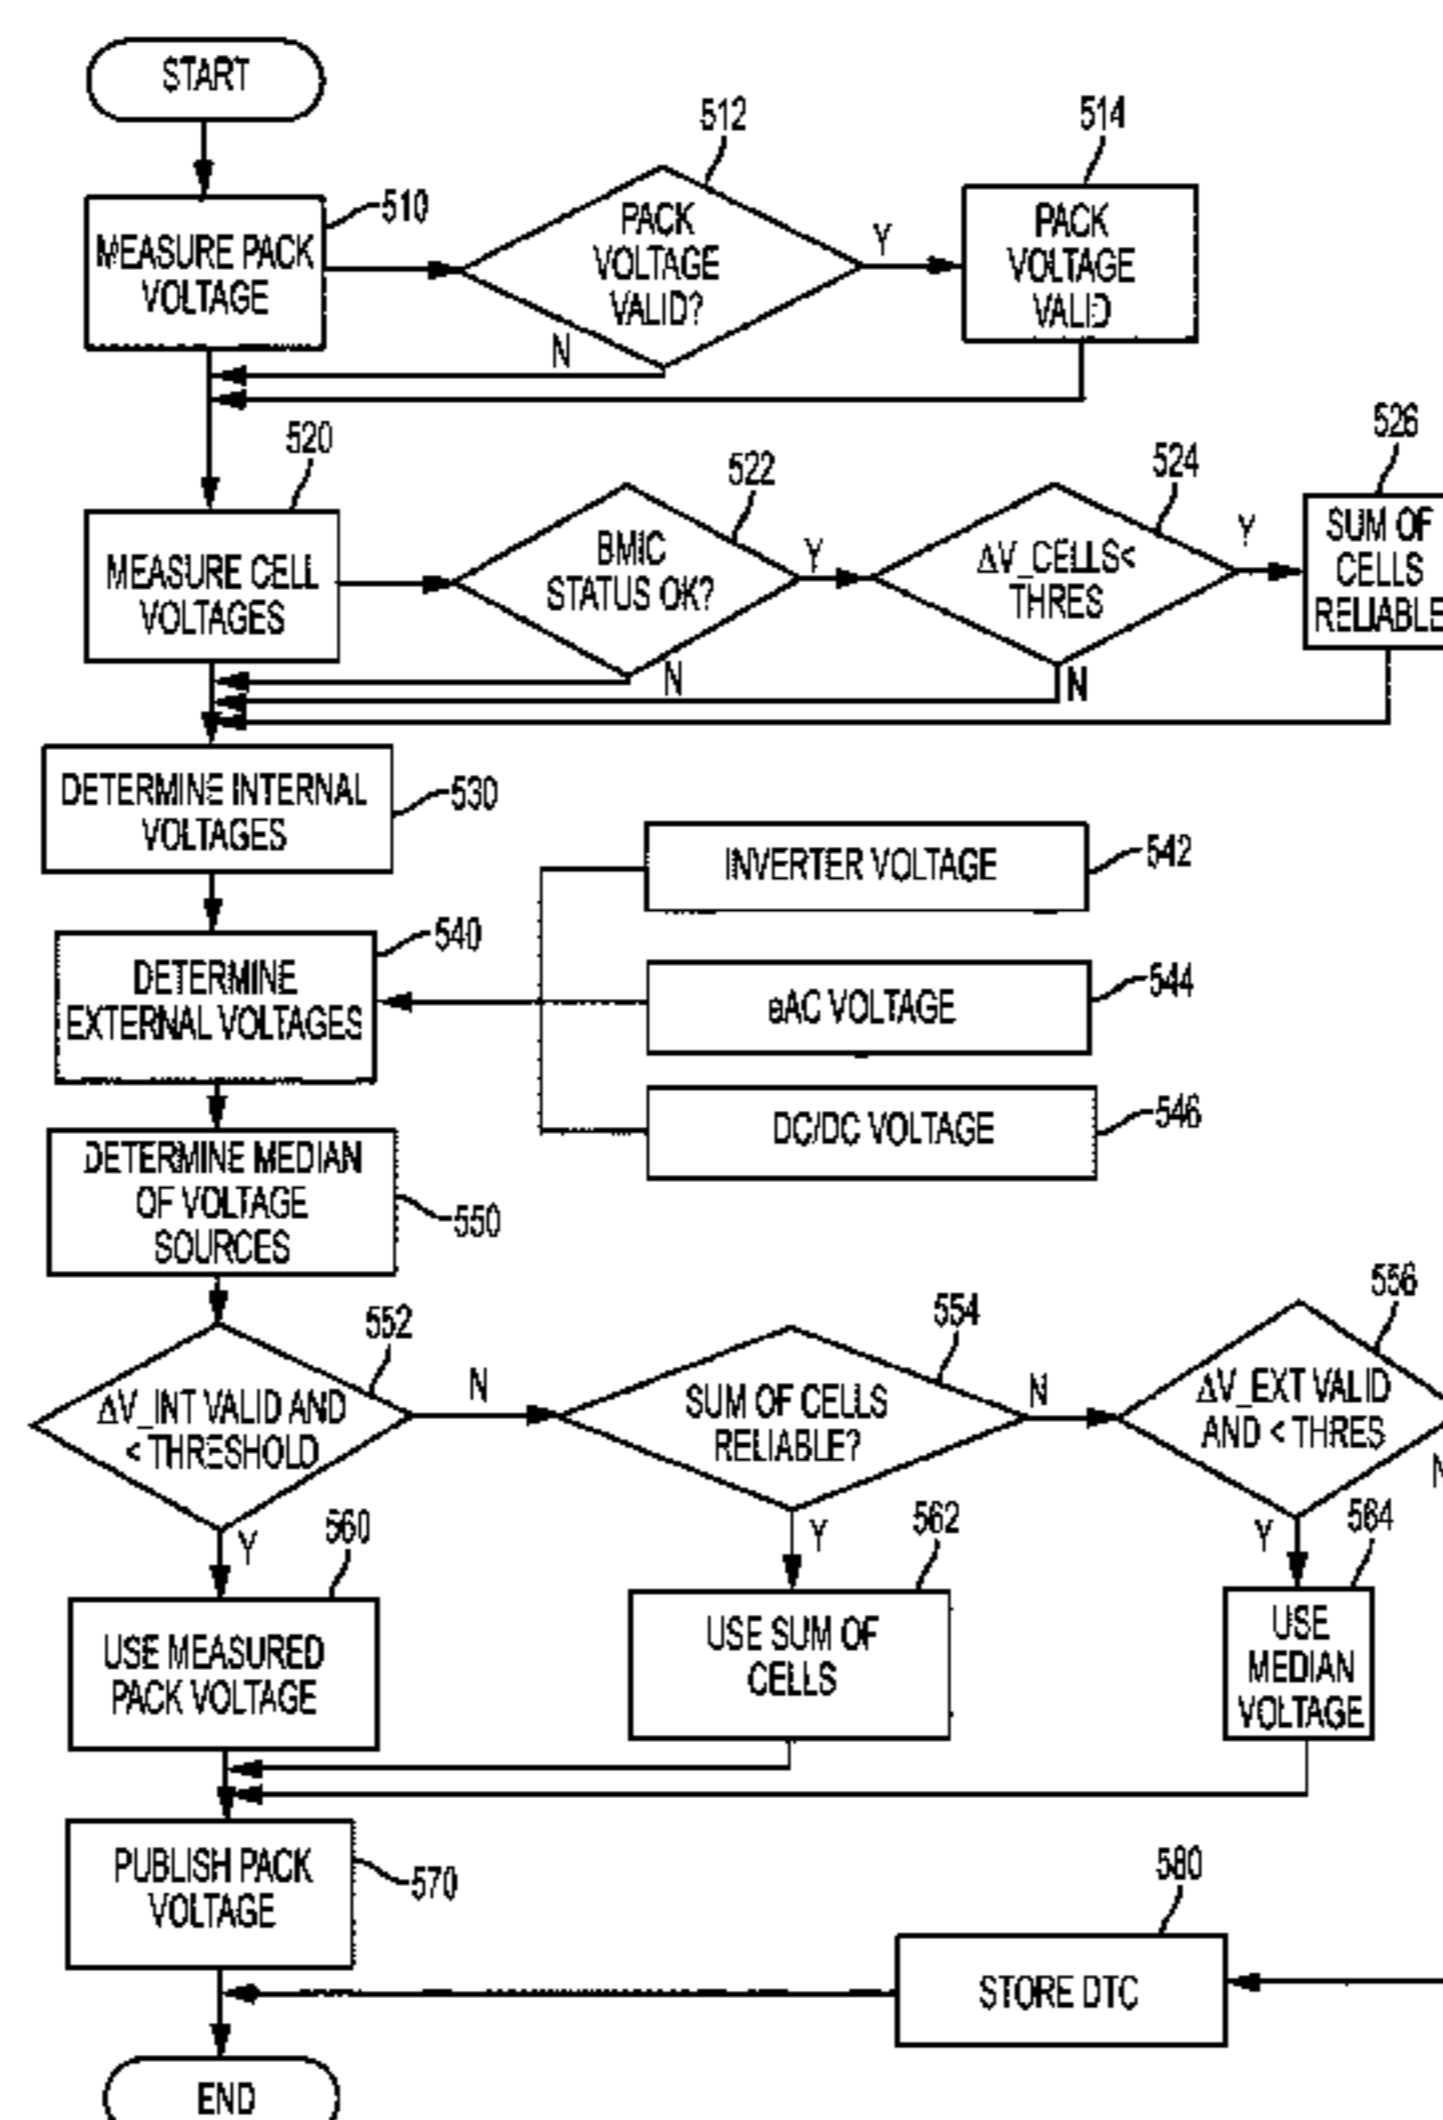 START
512
514
510
MEASURE PACK
VOLTAGE
PACK
VOLTAGE
VALID?
Y
PACK
VOLTAGE
VALID
N
520
522
524
526
MEASURE CELL
VOLTAGES
BMIC
STATUS OK?
Y
ΔV_CELLS<
THRES
Y
SUM OF
CELLS
RELIABLE
N
N
DETERMINE INTERNAL
VOLTAGES
530
INVERTER VOLTAGE
542
540
DETERMINE
EXTERNAL VOLTAGES
eAC VOLTAGE
544
DC/DC VOLTAGE
546
DETERMINE MEDIAN
OF VOLTAGE
SOURCES
550
552
554
556
ΔV_INT VALID AND
< THRESHOLD
N
SUM OF CELLS
RELIABLE?
N
ΔV_EXT VALID
AND < THRES
N
Y
560
Y
562
Y
564
USE MEASURED
PACK VOLTAGE
USE SUM OF
CELLS
USE
MEDIAN
VOLTAGE
PUBLISH PACK
VOLTAGE
570
580
STORE DTC
END